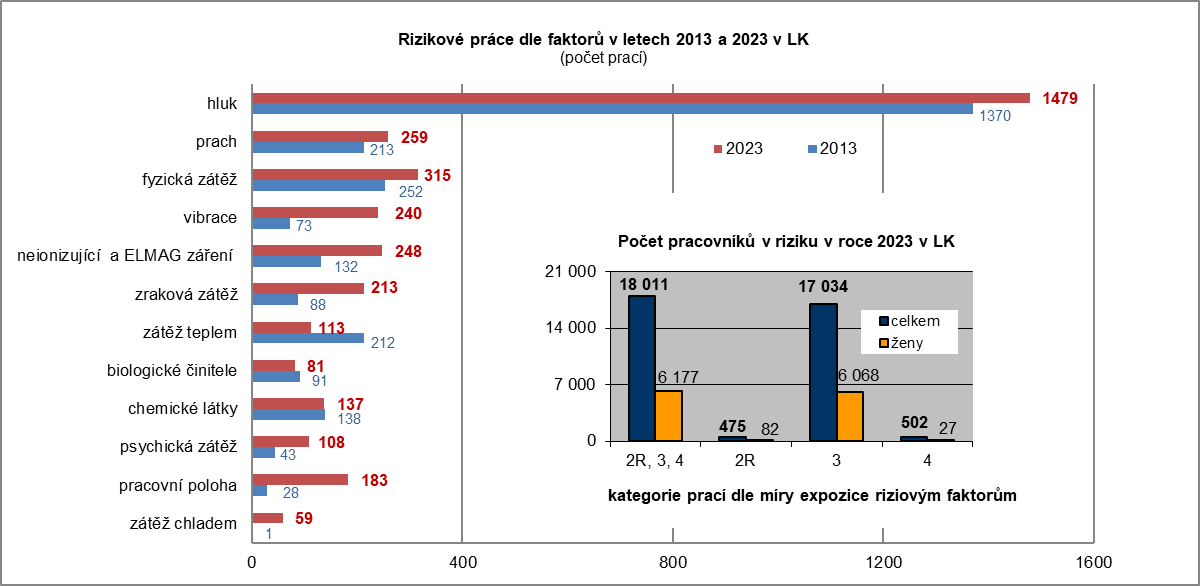 Rizikové práce dle faktorů v letech 2013 a 2023 v LK
(počet prací)
hluk 1479
1370
prach 259
213
2023 2013
fyzická zátěž 315
252
vibrace 240
73
neionizující a ELMAG záření 248
132
zraková zátěž 213
88
zátěž teplem 113
212
biologické činitele 81
91
chemické látky 137
138
psychická zátěž 108
43
pracovní poloha 183
28
zátěž chladem 59
1
0 400 800 1200 1600
Počet pracovníků v riziku v roce 2023 v LK
21 000
14 000
7 000
0
18 011 17 034
6 177 6 068
475 82 502 27
celkem
ženy
2R, 3, 4 2R 3 4
kategorie prací dle míry expozice riziovým faktorům